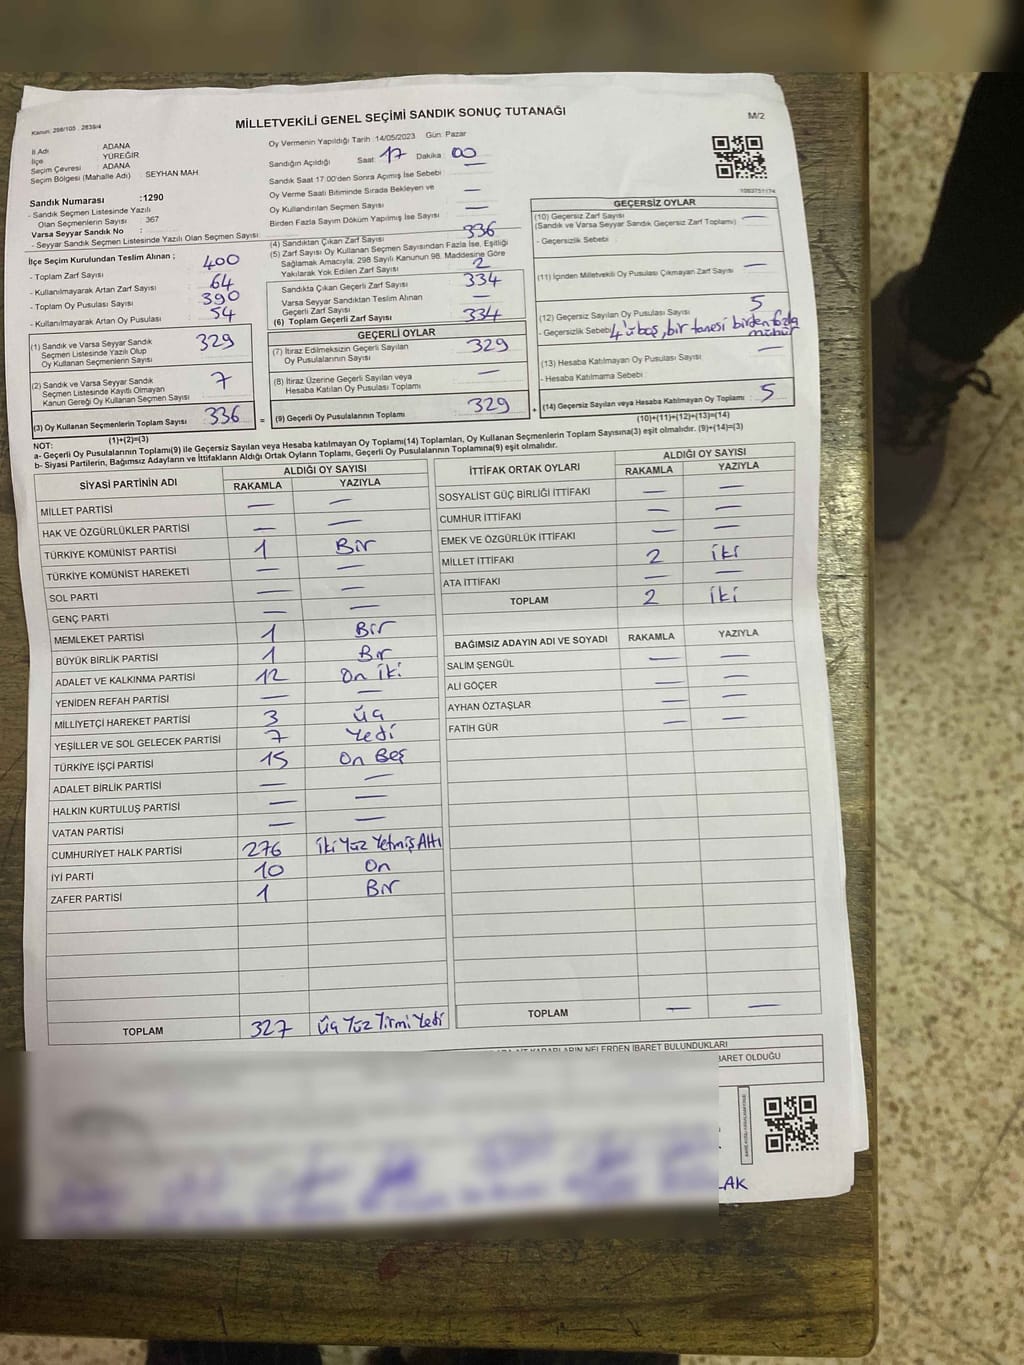 Kanun: 298/105 , 2839/4
MİLLETVEKİLİ GENEL SEÇİMİ SANDIK SONUÇ TUTANAĞI
M/2
İl Adı : ADANA
İlçe : YÜREĞİR
Seçim Çevresi : ADANA
Seçim Bölgesi (Mahalle Adı) : SEYHAN MAH
Sandık Numarası :1290
- Sandık Seçmen Listesinde Yazılı
Olan Seçmenlerin Sayısı : 367
Varsa Seyyar Sandık No :
- Seyyar Sandık Seçmen Listesinde Yazılı Olan Seçmen Sayısı:
Oy Vermenin Yapıldığı Tarih :14/05/2023 Gün: Pazar
Sandığın Açıldığı Saat : 17 Dakika : 00
Sandık Saat 17:00'den Sonra Açılmış İse Sebebi : —
Oy Verme Saati Bitiminde Sırada Bekleyen ve
Oy Kullandırılan Seçmen Sayısı : —
Birden Fazla Sayım Döküm Yapılmış İse Sayısı : —
İlçe Seçim Kurulundan Teslim Alınan ;
- Toplam Zarf Sayısı : 400
- Kullanılmayarak Artan Zarf Sayısı : 64
- Toplam Oy Pusulası Sayısı : 390
- Kullanılmayarak Artan Oy Pusulası : 54
(4) Sandıktan Çıkan Zarf Sayısı : 336
(5) Zarf Sayısı Oy Kullanan Seçmen Sayısından Fazla İse, Eşitliği
Sağlamak Amacıyla, 298 Sayılı Kanunun 98. Maddesine Göre
Yakılarak Yok Edilen Zarf Sayısı : 2
Sandıkta Çıkan Geçerli Zarf Sayısı : 334
Varsa Seyyar Sandıktan Teslim Alınan
Geçerli Zarf Sayısı : —
(6) Toplam Geçerli Zarf Sayısı : 334
1083751174
GEÇERSİZ OYLAR
(10) Geçersiz Zarf Sayısı : —
(Sandık ve Varsa Seyyar Sandık Geçersiz Zarf Toplamı)
- Geçersizlik Sebebi :
(11) İçinden Milletvekili Oy Pusulası Çıkmayan Zarf Sayısı : —
(12) Geçersiz Sayılan Oy Pusulası Sayısı : 5
- Geçersizlik Sebebi : 4'ü boş, bir tanesi birden fazla
mühür
(13) Hesaba Katılmayan Oy Pusulası Sayısı : —
- Hesaba Katılmama Sebebi :
(14) Geçersiz Sayılan veya Hesaba Katılmayan Oy Toplamı : 5
(10)+(11)+(12)+(13)=(14)
(1) Sandık ve Varsa Seyyar Sandık
Seçmen Listesinde Yazılı Olup
Oy Kullanan Seçmenlerin Sayısı : 329
(2) Sandık ve Varsa Seyyar Sandık
Seçmen Listesinde Kayıtlı Olmayan
Kanun Gereği Oy Kullanan Seçmen Sayısı : 7
(3) Oy Kullanan Seçmenlerin Toplam Sayısı : 336
(1)+(2)=(3)
=
GEÇERLİ OYLAR
(7) İtiraz Edilmeksizin Geçerli Sayılan
Oy Pusulalarının Sayısı : 329
(8) İtiraz Üzerine Geçerli Sayılan veya
Hesaba Katılan Oy Pusulası Toplamı : —
(9) Geçerli Oy Pusulalarının Toplamı : 329
+
NOT:
a- Geçerli Oy Pusulalarının Toplamı(9) ile Geçersiz Sayılan veya Hesaba katılmayan Oy Toplamı(14) Toplamları, Oy Kullanan Seçmenlerin Toplam Sayısına(3) eşit olmalıdır. (9)+(14)=(3)
b- Siyasi Partilerin, Bağımsız Adayların ve İttifakların Aldığı Ortak Oyların Toplamı, Geçerli Oy Pusulalarının Toplamına(9) eşit olmalıdır.
SİYASİ PARTİNİN ADI ALDIĞI OY SAYISI
RAKAMLA YAZIYLA
MİLLET PARTİSİ — —
HAK VE ÖZGÜRLÜKLER PARTİSİ — —
TÜRKİYE KOMÜNİST PARTİSİ 1 Bir
TÜRKİYE KOMÜNİST HAREKETİ — —
SOL PARTİ — —
GENÇ PARTİ — —
MEMLEKET PARTİSİ 1 Bir
BÜYÜK BİRLİK PARTİSİ 1 Bir
ADALET VE KALKINMA PARTİSİ 12 On iki
YENİDEN REFAH PARTİSİ — —
MİLLİYETÇİ HAREKET PARTİSİ 3 üç
YEŞİLLER VE SOL GELECEK PARTİSİ 7 Yedi
TÜRKİYE İŞÇİ PARTİSİ 15 On Beş
ADALET BİRLİK PARTİSİ — —
HALKIN KURTULUŞ PARTİSİ — —
VATAN PARTİSİ — —
CUMHURİYET HALK PARTİSİ 276 iki Yüz Yetmiş Altı
İYİ PARTİ 10 On
ZAFER PARTİSİ 1 Bir
TOPLAM 327 Üç Yüz Yirmi Yedi
İTTİFAK ORTAK OYLARI ALDIĞI OY SAYISI
RAKAMLA YAZIYLA
SOSYALİST GÜÇ BİRLİĞİ İTTİFAKI — —
CUMHUR İTTİFAKI — —
EMEK VE ÖZGÜRLÜK İTTİFAKI — —
MİLLET İTTİFAKI 2 iki
ATA İTTİFAKI — —
TOPLAM 2 iki
BAĞIMSIZ ADAYIN ADI VE SOYADI RAKAMLA YAZIYLA
SALİM ŞENGÜL — —
ALİ GÖÇER — —
AYHAN ÖZTAŞLAR — —
FATİH GÜR — —
TOPLAM — —
KARARLARIN NELERDEN İBARET BULUNDUKLARI
İBARET OLDUĞU
LAK